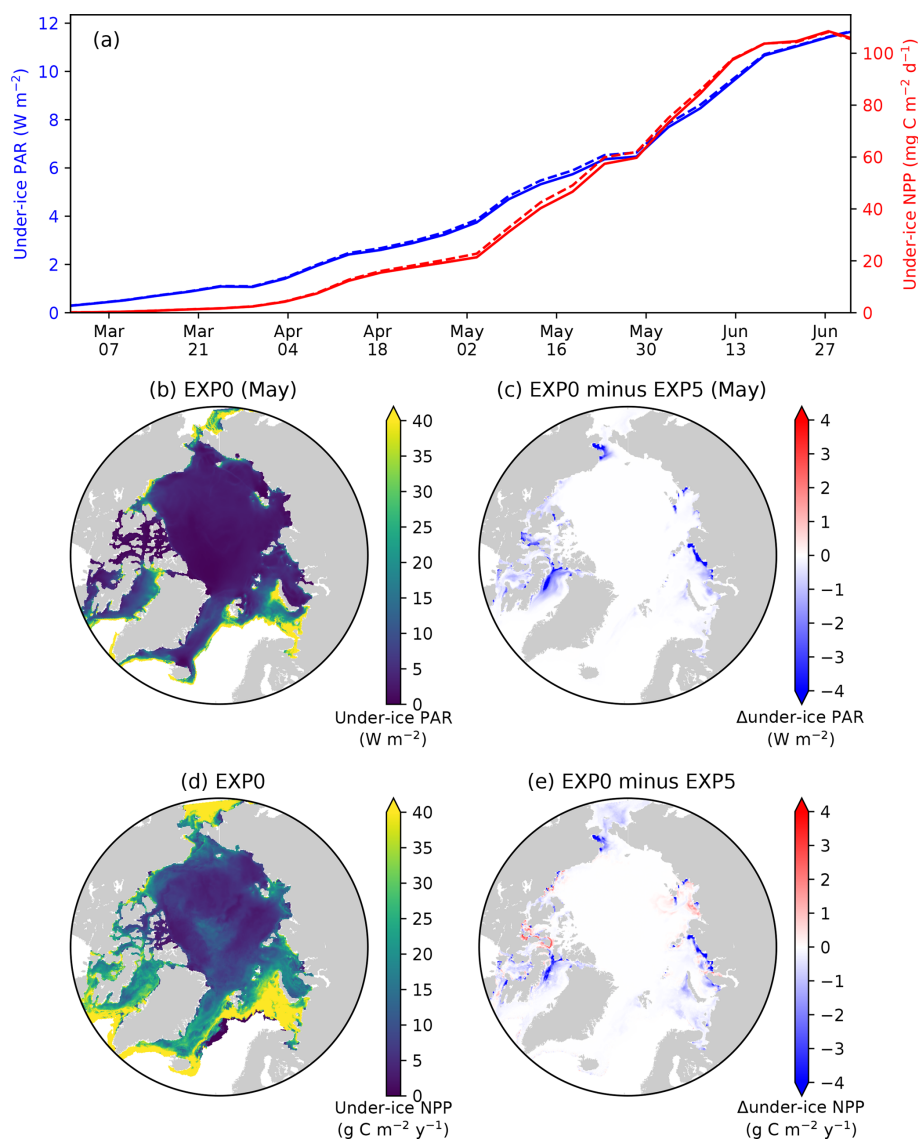 (a)
12
10
8
6
4
2
0
Under-ice PAR (W m⁻²)
100
80
60
40
20
0
Under-ice NPP (mg C m⁻² d⁻¹)
Mar Mar Apr Apr May May May Jun Jun
07 21 04 18 02 16 30 13 27
(b) EXP0 (May)
40
35
30
25
20
15
10
5
0
Under-ice PAR
(W m⁻²)
(c) EXP0 minus EXP5 (May)
4
3
2
1
0
−1
−2
−3
−4
Δunder-ice PAR
(W m⁻²)
(d) EXP0
40
35
30
25
20
15
10
5
0
Under-ice NPP
(g C m⁻² y⁻¹)
(e) EXP0 minus EXP5
4
3
2
1
0
−1
−2
−3
−4
Δunder-ice NPP
(g C m⁻² y⁻¹)